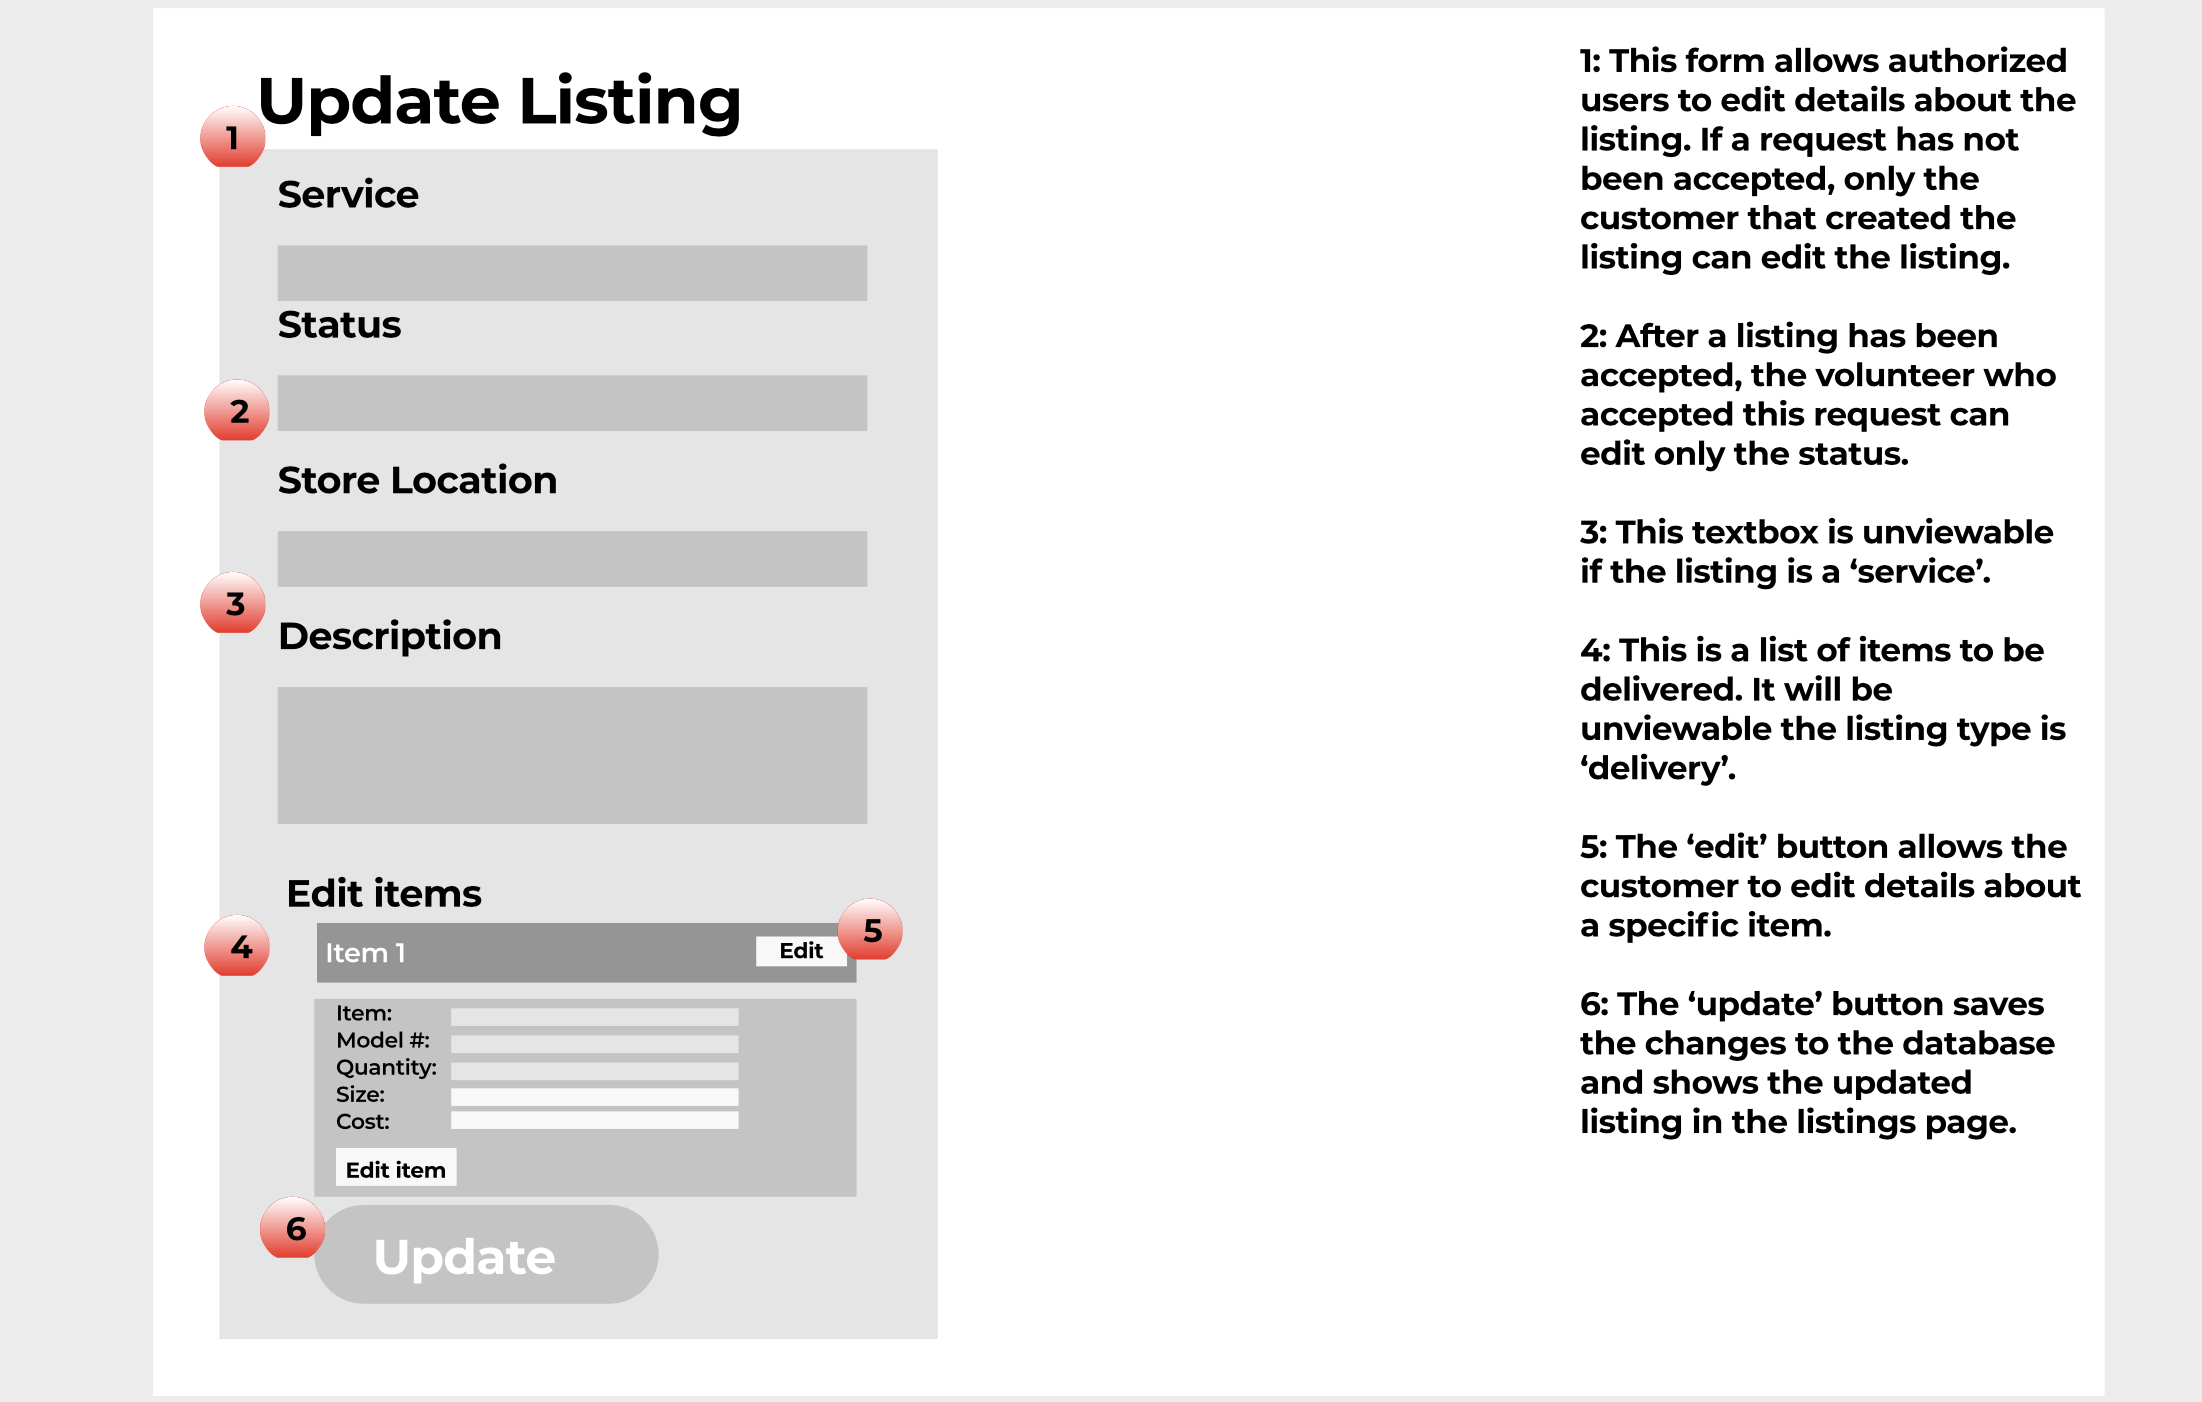 Update Listing
1
Service
Status
2
Store Location
3
Description
Edit items
4
5
Item 1
Edit
Item:
Model #:
Quantity:
Size:
Cost:
Edit item
6
Update
1: This form allows authorized
users to edit details about the
listing. If a request has not
been accepted, only the
customer that created the
listing can edit the listing.
2: After a listing has been
accepted, the volunteer who
accepted this request can
edit only the status.
3: This textbox is unviewable
if the listing is a ‘service’.
4: This is a list of items to be
delivered. It will be
unviewable the listing type is
‘delivery’.
5: The ‘edit’ button allows the
customer to edit details about
a specific item.
6: The ‘update’ button saves
the changes to the database
and shows the updated
listing in the listings page.